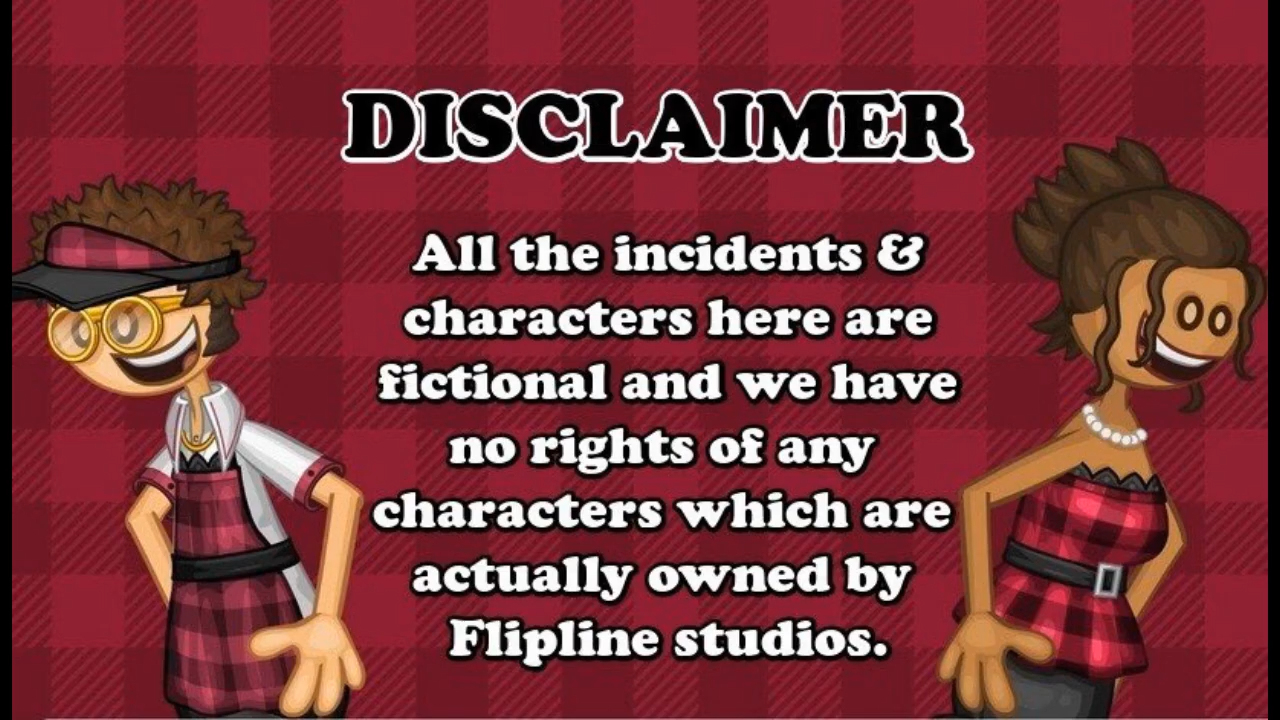 DISCLAIMER
All the incidents &
characters here are
fictional and we have
no rights of any
characters which are
actually owned by
Flipline studios.